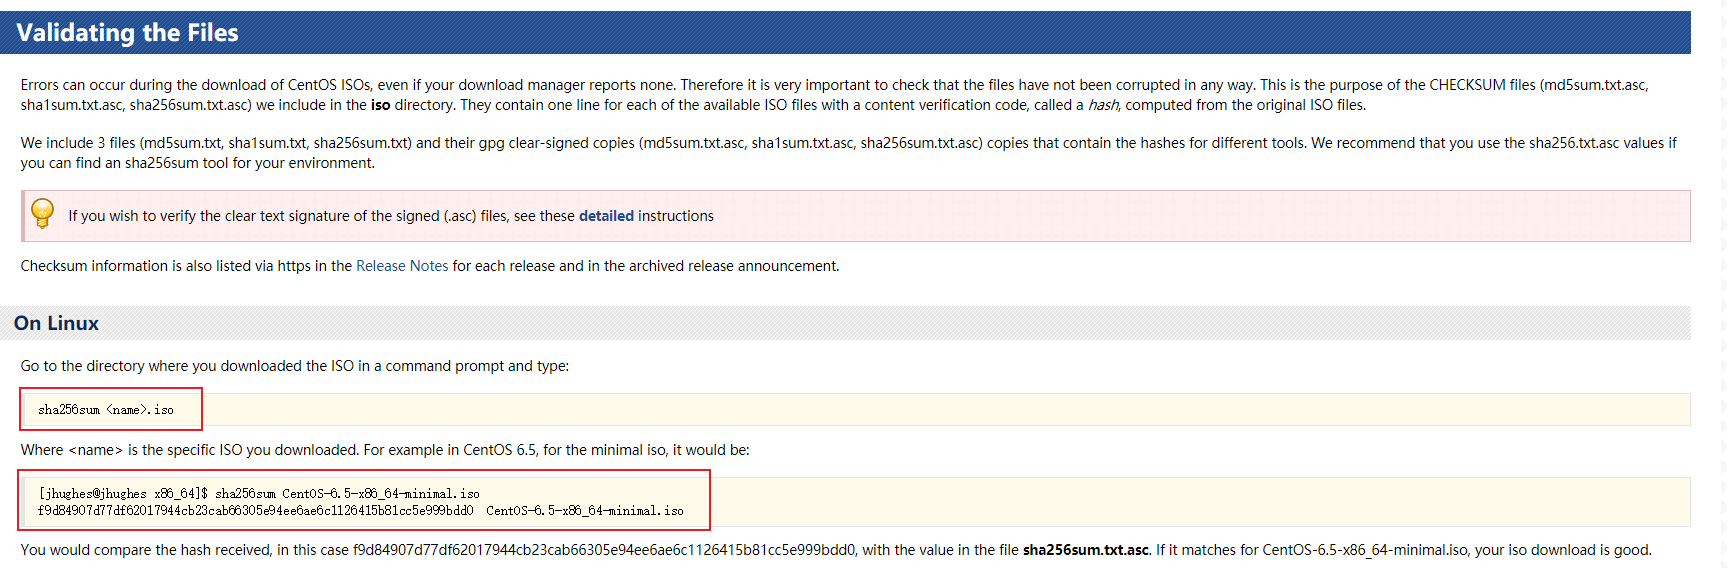 Validating the Files
Errors can occur during the download of CentOS ISOs, even if your download manager reports none. Therefore it is very important to check that the files have not been corrupted in any way. This is the purpose of the CHECKSUM files (md5sum.txt.asc,
sha1sum.txt.asc, sha256sum.txt.asc) we include in the iso directory. They contain one line for each of the available ISO files with a content verification code, called a hash, computed from the original ISO files.
We include 3 files (md5sum.txt, sha1sum.txt, sha256sum.txt) and their gpg clear-signed copies (md5sum.txt.asc, sha1sum.txt.asc, sha256sum.txt.asc) copies that contain the hashes for different tools. We recommend that you use the sha256.txt.asc values if
you can find an sha256sum tool for your environment.
If you wish to verify the clear text signature of the signed (.asc) files, see these detailed instructions
Checksum information is also listed via https in the Release Notes for each release and in the archived release announcement.
On Linux
Go to the directory where you downloaded the ISO in a command prompt and type:
sha256sum <name>.iso
Where <name> is the specific ISO you downloaded. For example in CentOS 6.5, for the minimal iso, it would be:
[jhughes@jhughes x86_64]$ sha256sum CentOS-6.5-x86_64-minimal.iso
f9d84907d77df62017944cb23cab66305e94ee6ae6c1126415b81cc5e999bdd0  CentOS-6.5-x86_64-minimal.iso
You would compare the hash received, in this case f9d84907d77df62017944cb23cab66305e94ee6ae6c1126415b81cc5e999bdd0, with the value in the file sha256sum.txt.asc. If it matches for CentOS-6.5-x86_64-minimal.iso, your iso download is good.